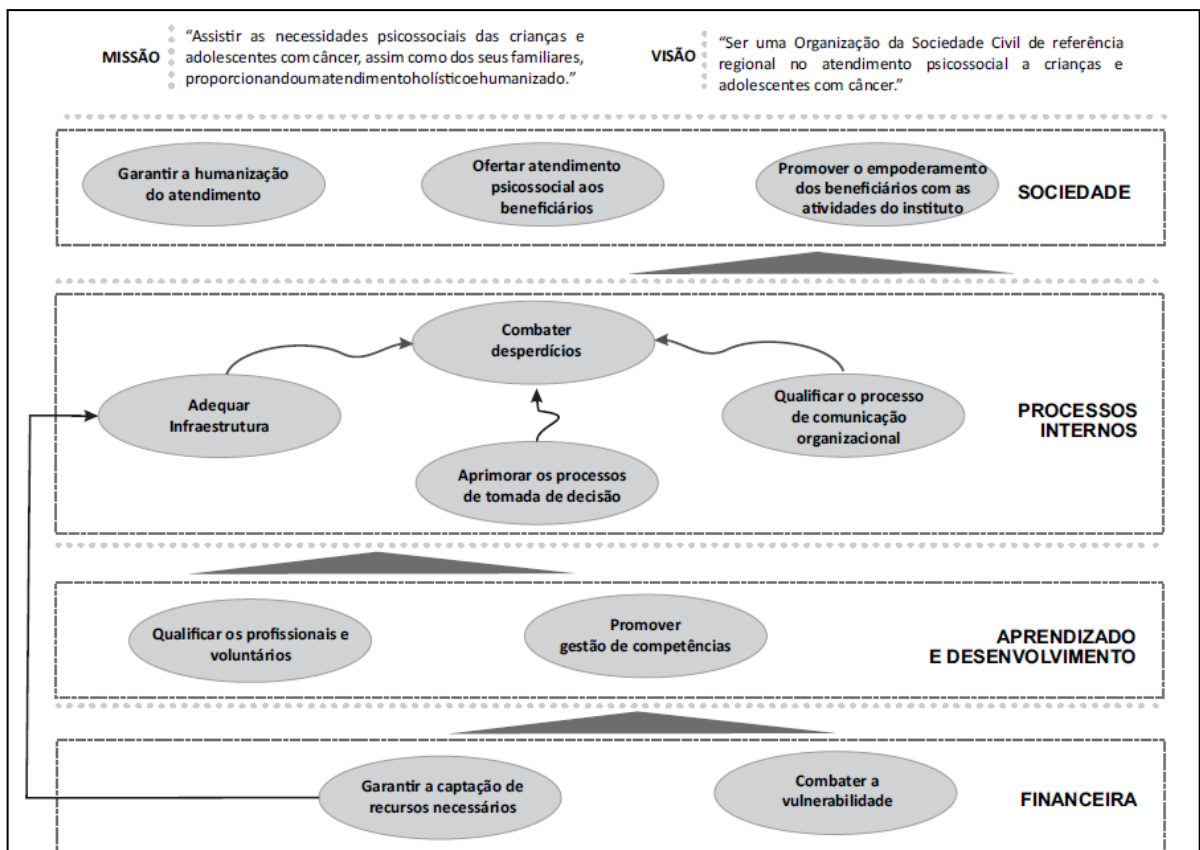 MISSÃO
“Assistir as necessidades psicossociais das crianças e
adolescentes com câncer, assim como dos seus familiares,
proporcionandoumatendimentoholísticoehumanizado.”
VISÃO
“Ser uma Organização da Sociedade Civil de referência
regional no atendimento psicossocial a crianças e
adolescentes com câncer.”
Garantir a humanização
do atendimento
Ofertar atendimento
psicossocial aos
beneficiários
Promover o empoderamento
dos beneficiários com as
atividades do instituto
SOCIEDADE
Combater
desperdícios
Adequar
Infraestrutura
Qualificar o processo
de comunicação
organizacional
Aprimorar os processos
de tomada de decisão
PROCESSOS
INTERNOS
Qualificar os profissionais e
voluntários
Promover
gestão de competências
APRENDIZADO
E DESENVOLVIMENTO
Garantir a captação de
recursos necessários
Combater a
vulnerabilidade
FINANCEIRA